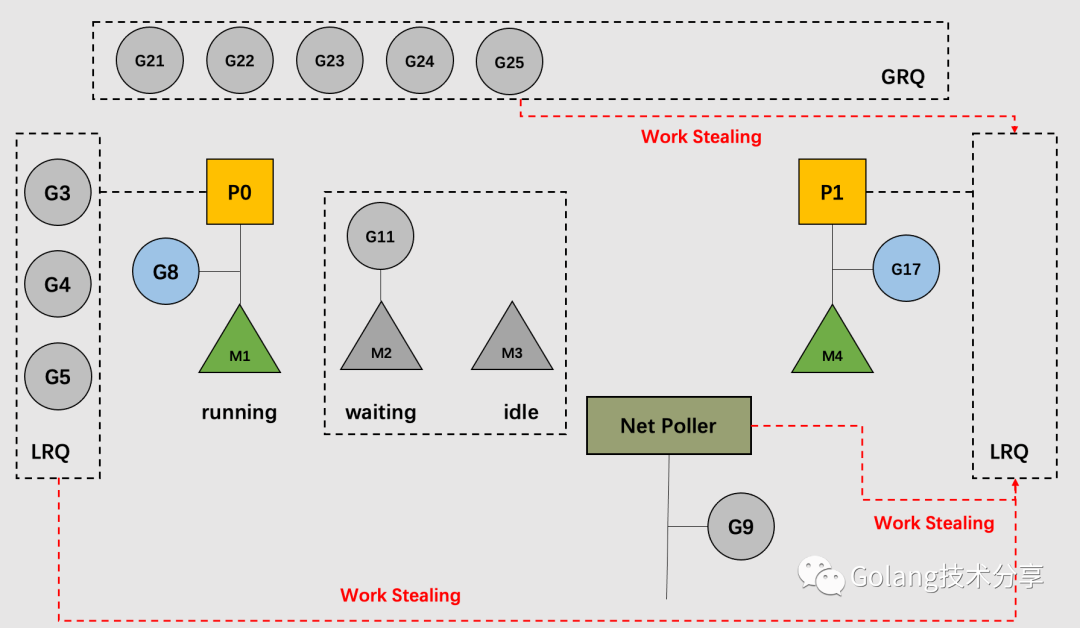 G21
G22
G23
G24
G25
GRQ
Work Stealing
G3
P0
P1
G11
G8
G17
G4
M1
M2
M3
M4
G5
running
waiting
idle
Net Poller
LRQ
LRQ
Work Stealing
G9
Golang技术分享
Work Stealing